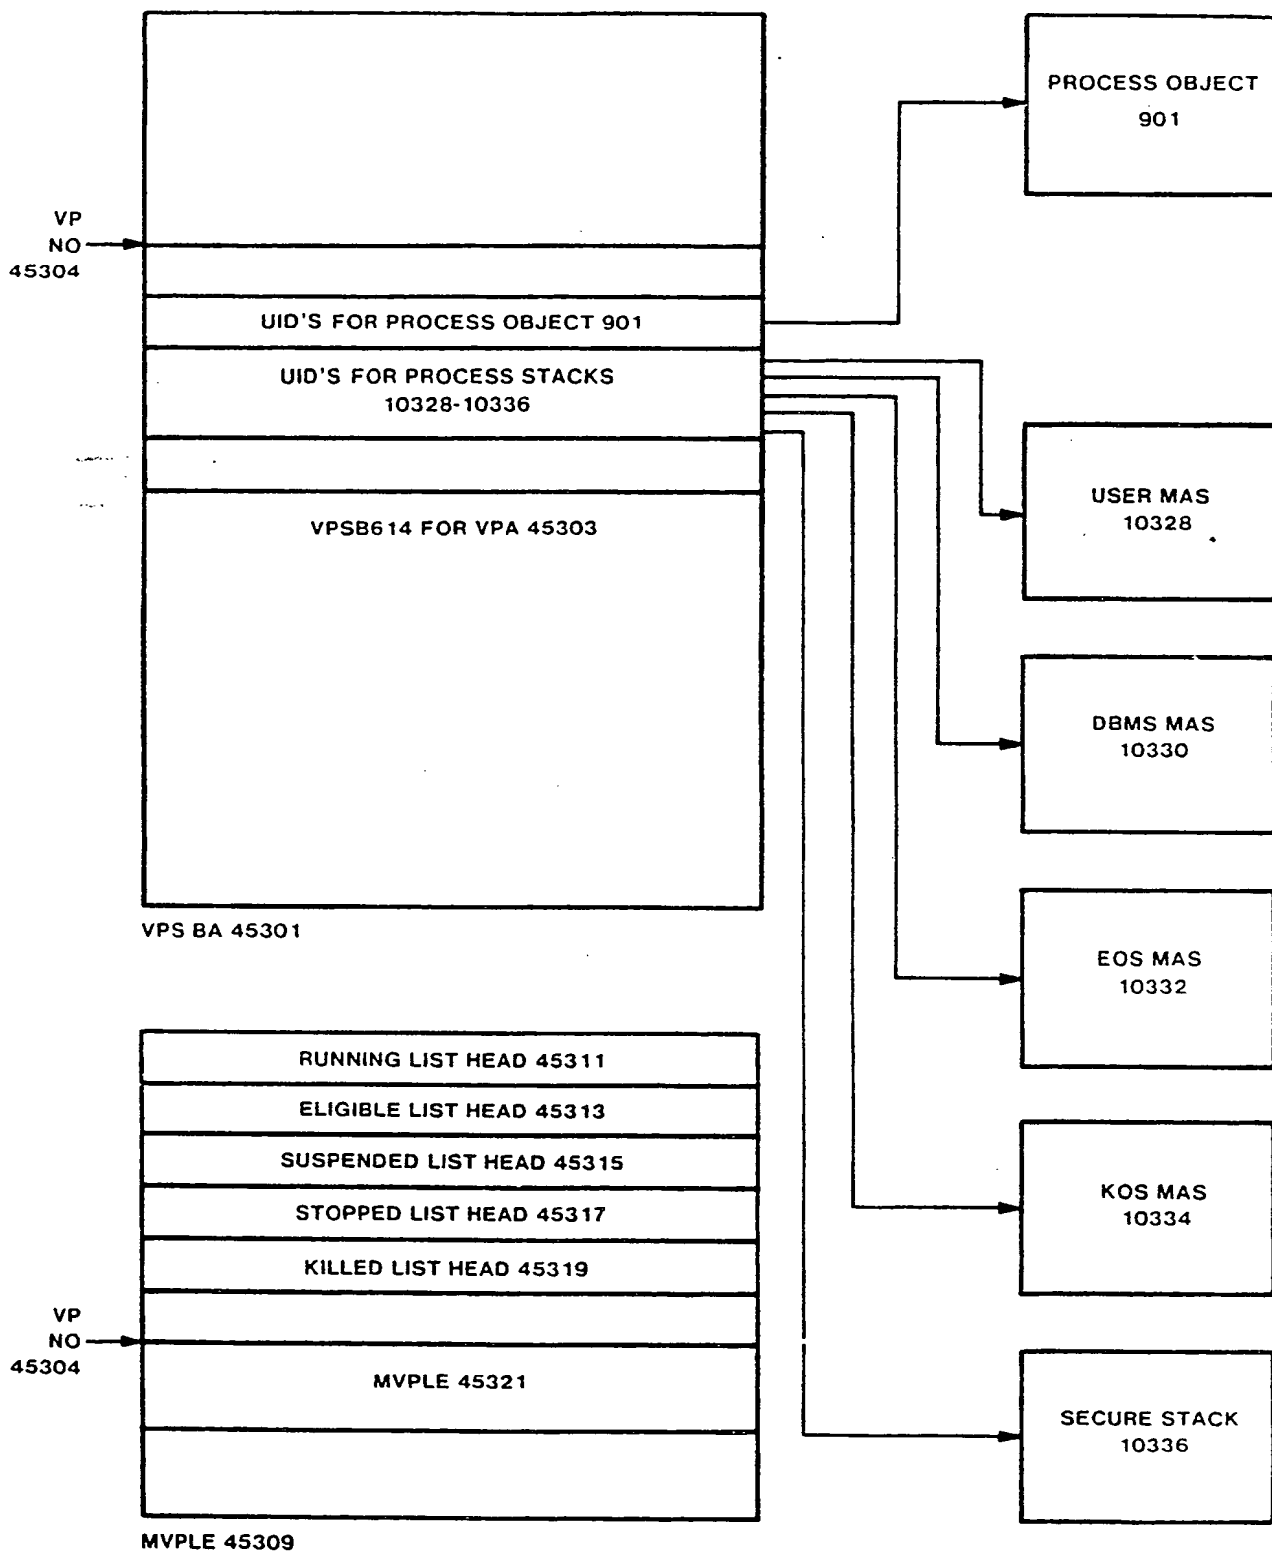 VP
NO
45304
UID'S FOR PROCESS OBJECT 901
UID'S FOR PROCESS STACKS
10328-10336
VPSB614 FOR VPA 45303
VPS BA 45301
PROCESS OBJECT
901
USER MAS
10328
DBMS MAS
10330
EOS MAS
10332
KOS MAS
10334
SECURE STACK
10336
RUNNING LIST HEAD 45311
ELIGIBLE LIST HEAD 45313
SUSPENDED LIST HEAD 45315
STOPPED LIST HEAD 45317
KILLED LIST HEAD 45319
VP
NO
45304
MVPLE 45321
MVPLE 45309